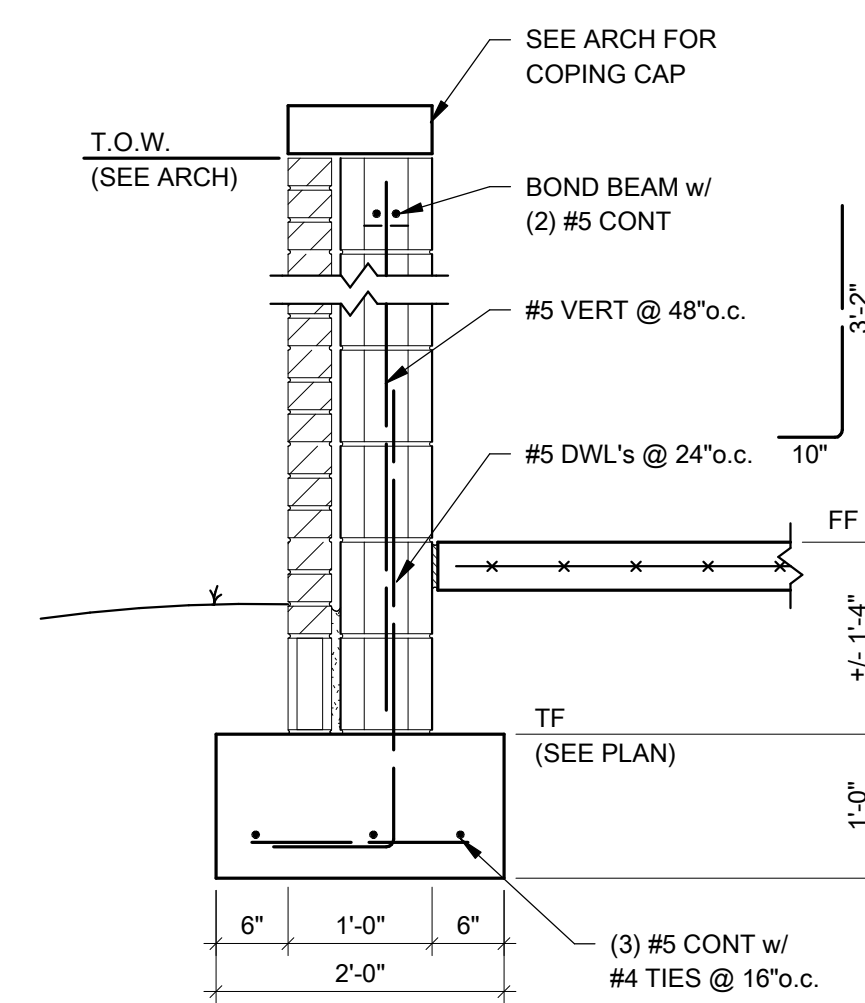 SEE ARCH FOR
COPING CAP
T.O.W.
(SEE ARCH)
BOND BEAM w/
(2) #5 CONT
#5 VERT @ 48"o.c.
3'-2"
#5 DWL's @ 24"o.c.
10"
FF
+/- 1'-4"
TF
(SEE PLAN)
1'-0"
6"
1'-0"
6"
2'-0"
(3) #5 CONT w/
#4 TIES @ 16"o.c.